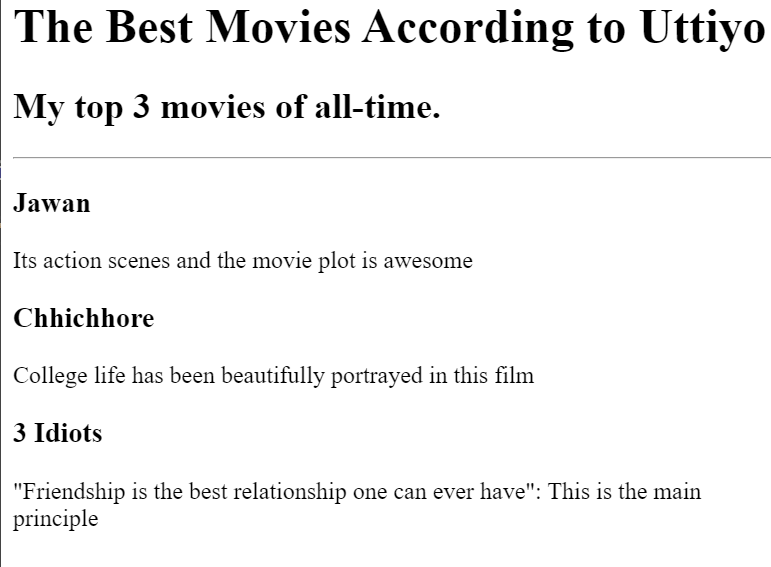 The Best Movies According to Uttiyo
My top 3 movies of all-time.
Jawan
Its action scenes and the movie plot is awesome
Chhichhore
College life has been beautifully portrayed in this film
3 Idiots
"Friendship is the best relationship one can ever have": This is the main
principle